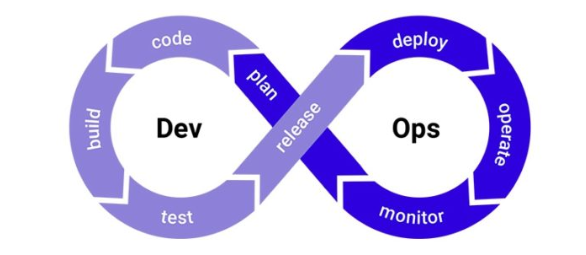 code
deploy
plan
build
Dev
release
Ops
operate
test
monitor